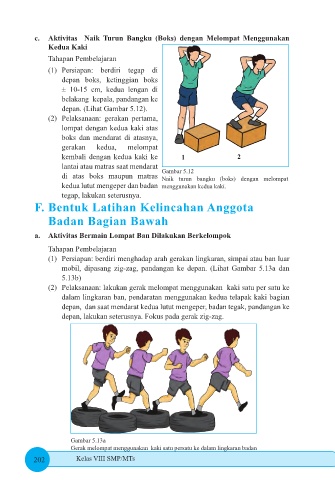 c. Aktivitas Naik Turun Bangku (Boks) dengan Melompat Menggunakan
Kedua Kaki
Tahapan Pembelajaran
(1) Persiapan: berdiri tegap di
depan boks, ketinggian boks
± 10-15 cm, kedua lengan di
belakang kepala, pandangan ke
depan. (Lihat Gambar 5.12).
(2) Pelaksanaan: gerakan pertama,
lompat dengan kedua kaki atas
boks dan mendarat di atasnya,
gerakan kedua, melompat
kembali dengan kedua kaki ke
lantai atau matras saat mendarat
di atas boks maupun matras
kedua lutut mengeper dan badan
tegap, lakukan seterusnya.
1 2
Gambar 5.12
Naik turun bangku (boks) dengan melompat
menggunakan kedua kaki.
F. Bentuk Latihan Kelincahan Anggota
Badan Bagian Bawah
a. Aktivitas Bermain Lompat Ban Dilakukan Berkelompok
Tahapan Pembelajaran
(1) Persiapan: berdiri menghadap arah gerakan lingkaran, simpai atau ban luar
mobil, dipasang zig-zag, pandangan ke depan. (Lihat Gambar 5.13a dan
5.13b)
(2) Pelaksanaan: lakukan gerak melompat menggunakan kaki satu per satu ke
dalam lingkaran ban, pendaratan menggunakan kedua telapak kaki bagian
depan, dan saat mendarat kedua lutut mengeper, badan tegak, pandangan ke
depan, lakukan seterusnya. Fokus pada gerak zig-zag.
Gambar 5.13a
Gerak melompat menggunakan kaki satu persatu ke dalam lingkaran badan
202 Kelas VIII SMP/MTs